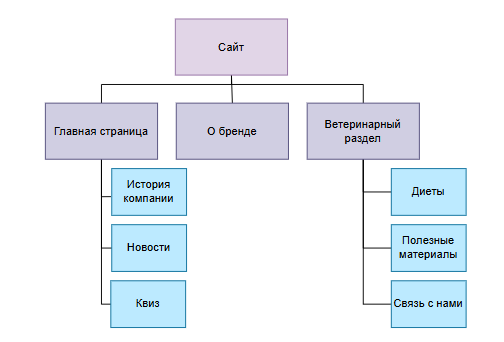 Сайт
Главная страница
О бренде
Ветеринарный
раздел
История
компании
Новости
Квиз
Диеты
Полезные
материалы
Связь с нами